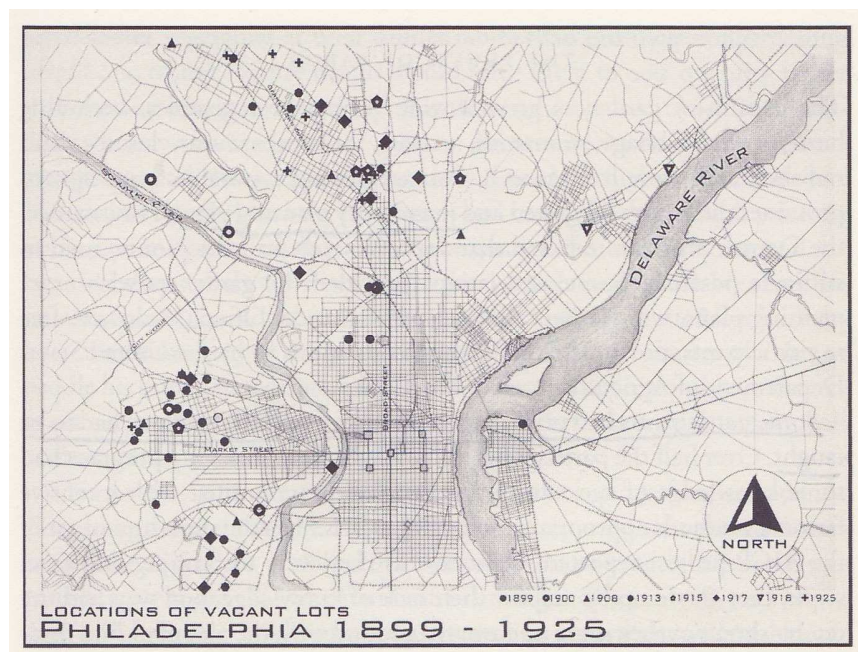 SCHUYLKILL RIVER
DELAWARE RIVER
BROAD STREET
MARKET STREET
NORTH
1899 1900 1908 1913 1915 1917 1918 1925
LOCATIONS OF VACANT LOTS
PHILADELPHIA 1899 - 1925